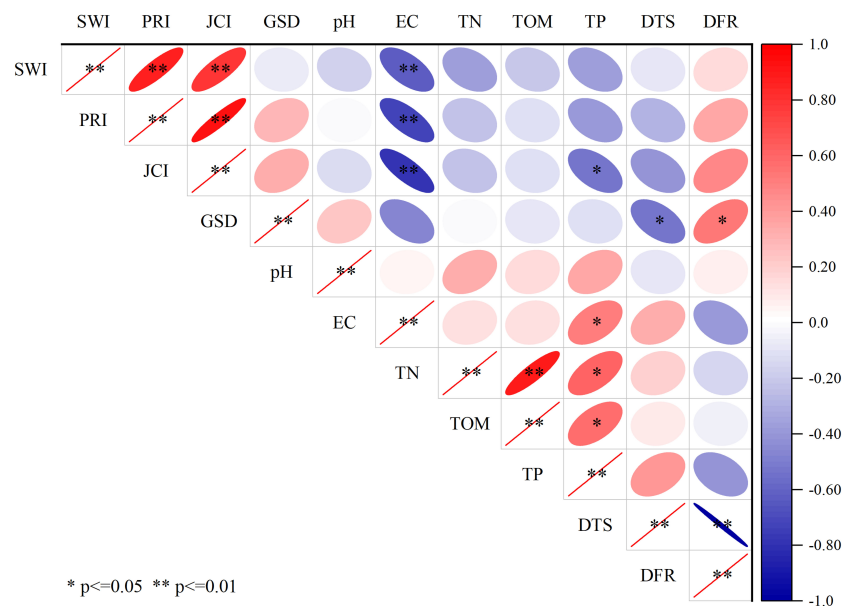 SWI PRI JCI GSD pH EC TN TOM TP DTS DFR
1.0
SWI ** ** ** **
0.80
PRI ** ** **
0.60
JCI ** ** *
0.40
GSD ** * *
0.20
pH **
0.0
EC ** *
-0.20
TN ** ** *
TOM ** *
-0.40
TP **
-0.60
DTS ** **
-0.80
DFR **
* p<=0.05 ** p<=0.01
-1.0